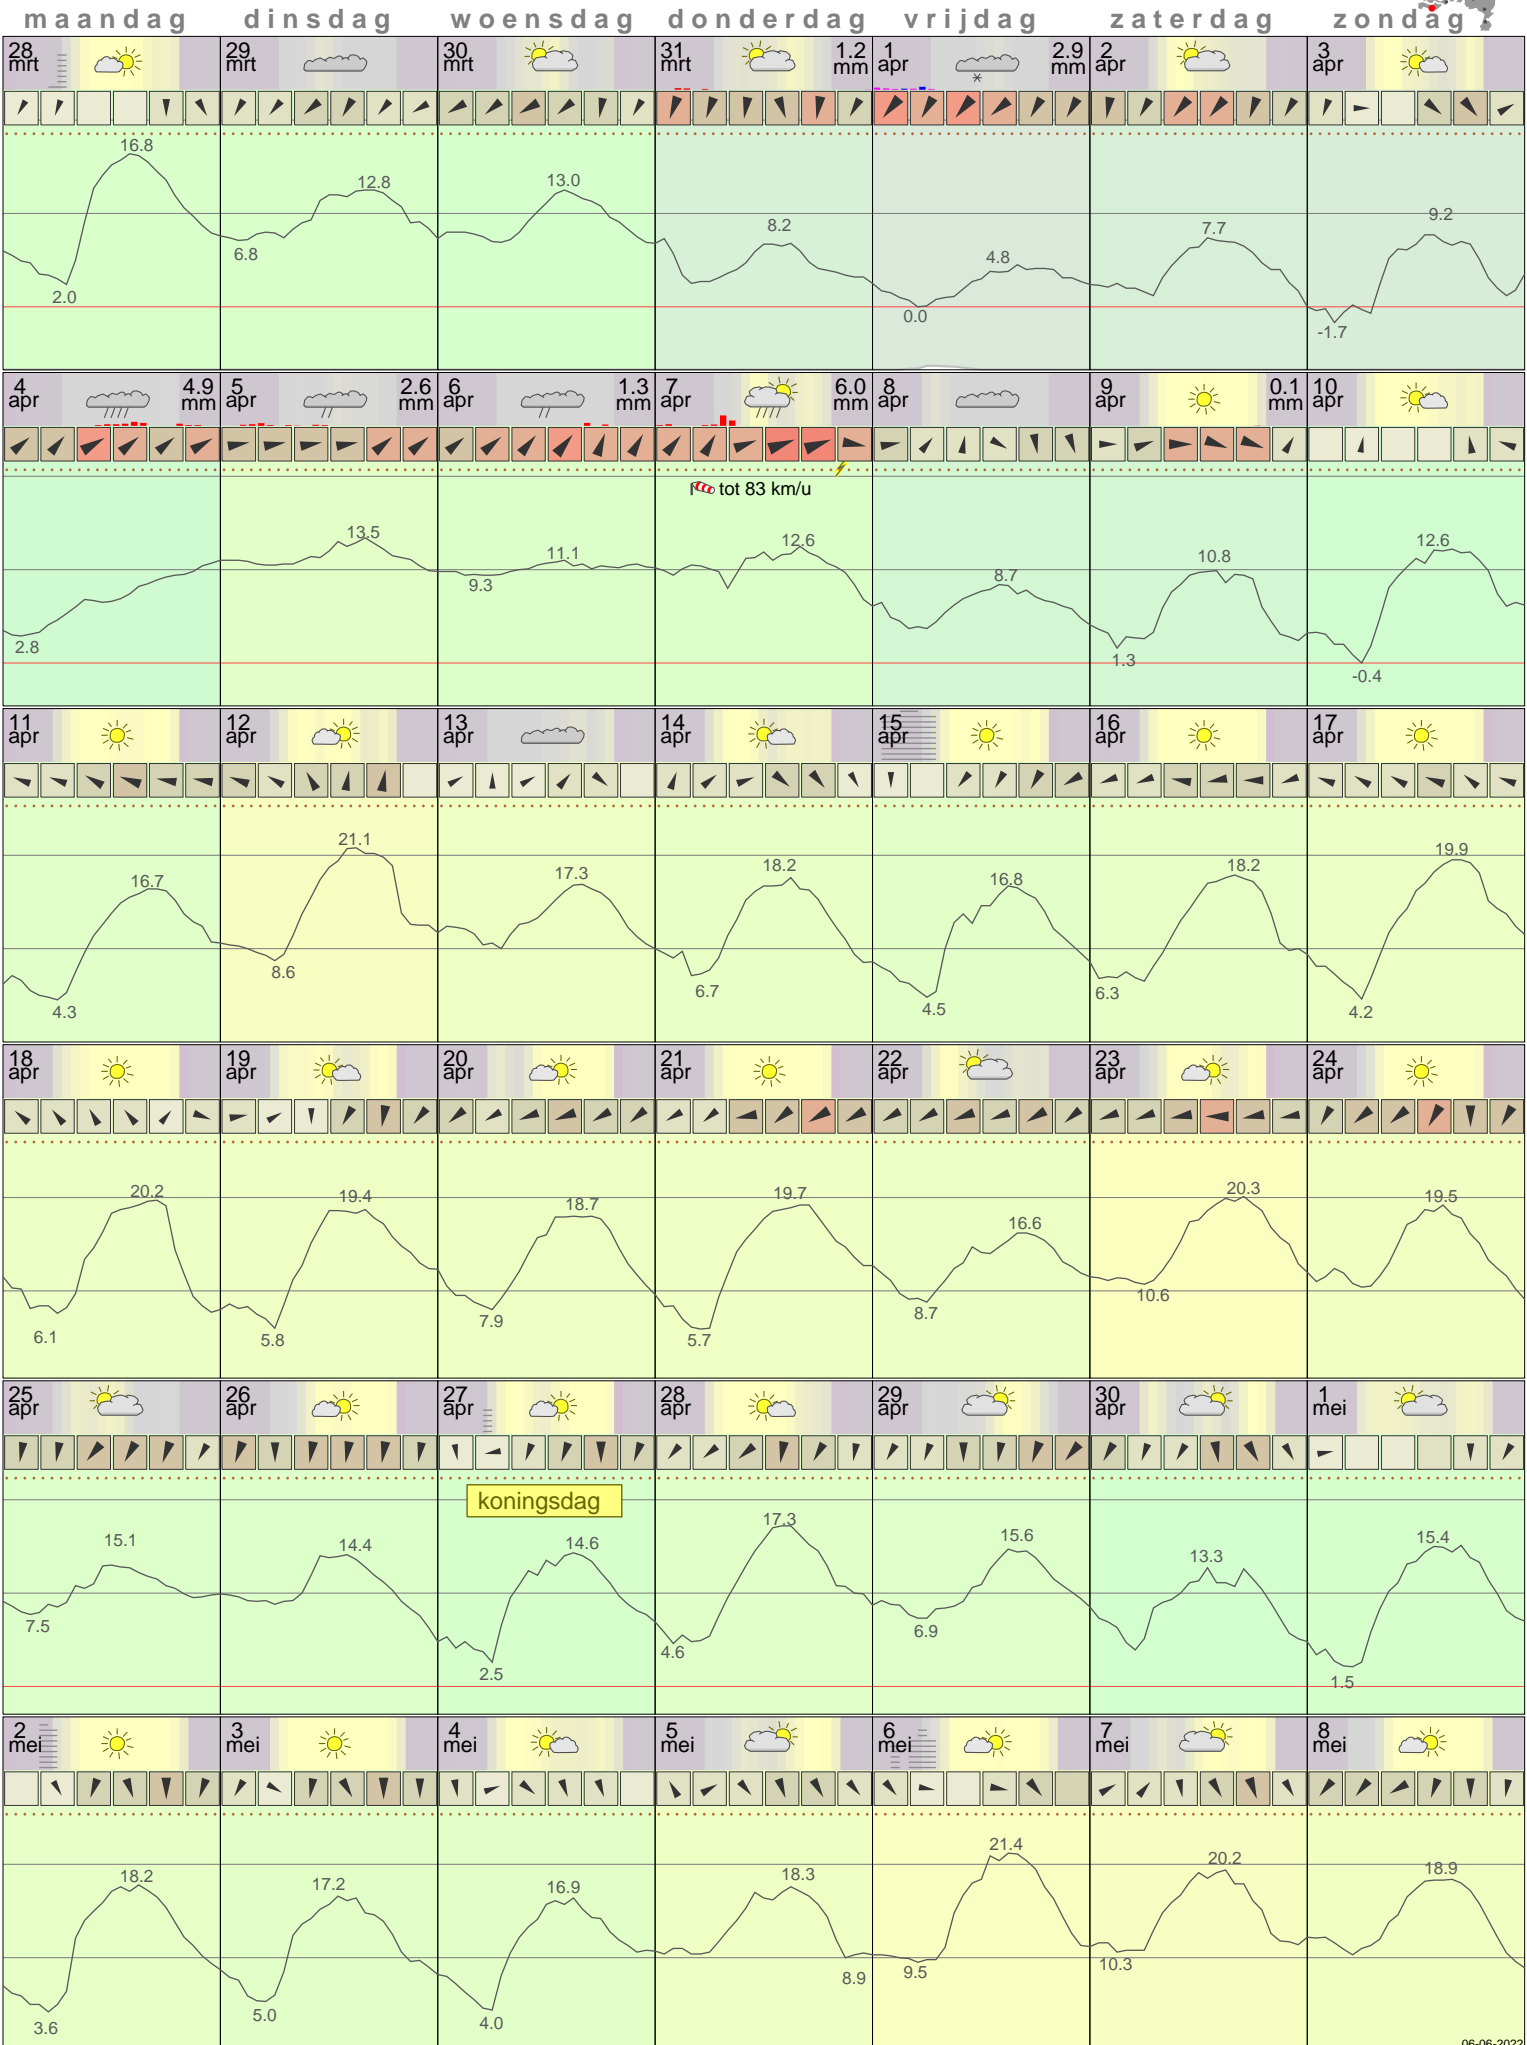 maandag dinsdag woensdag donderdag vrijdag zaterdag zondag
28 29 30 31 1.2 1 2.9 2 3
mrt mrt mrt mrt mm apr mm apr apr
16.8 12.8 13.0 8.2 4.8 7.7 9.2
2.0 6.8 0.0 -1.7
4 4.9 5 2.6 6 1.3 7 6.0 8 9 0.1 10
apr mm apr mm apr mm apr mm apr apr mm apr
tot 83 km/u
13.5 11.1 12.6 8.7 10.8 12.6
2.8 9.3 1.3 -0.4
11 12 13 14 15 16 17
apr apr apr apr apr apr apr
16.7 21.1 17.3 18.2 16.8 18.2 19.9
4.3 8.6 6.7 4.5 6.3 4.2
18 19 20 21 22 23 24
apr apr apr apr apr apr apr
20.2 19.4 18.7 19.7 16.6 20.3 19.5
6.1 5.8 7.9 5.7 8.7 10.6
25 26 27 28 29 30 1
apr apr apr apr apr apr mei
koningsdag
15.1 14.4 14.6 17.3 15.6 13.3 15.4
7.5 2.5 4.6 6.9 1.5
2 3 4 5 6 7 8
mei mei mei mei mei mei mei
18.2 17.2 16.9 18.3 21.4 20.2 18.9
3.6 5.0 4.0 8.9 9.5 10.3
06-06-2022